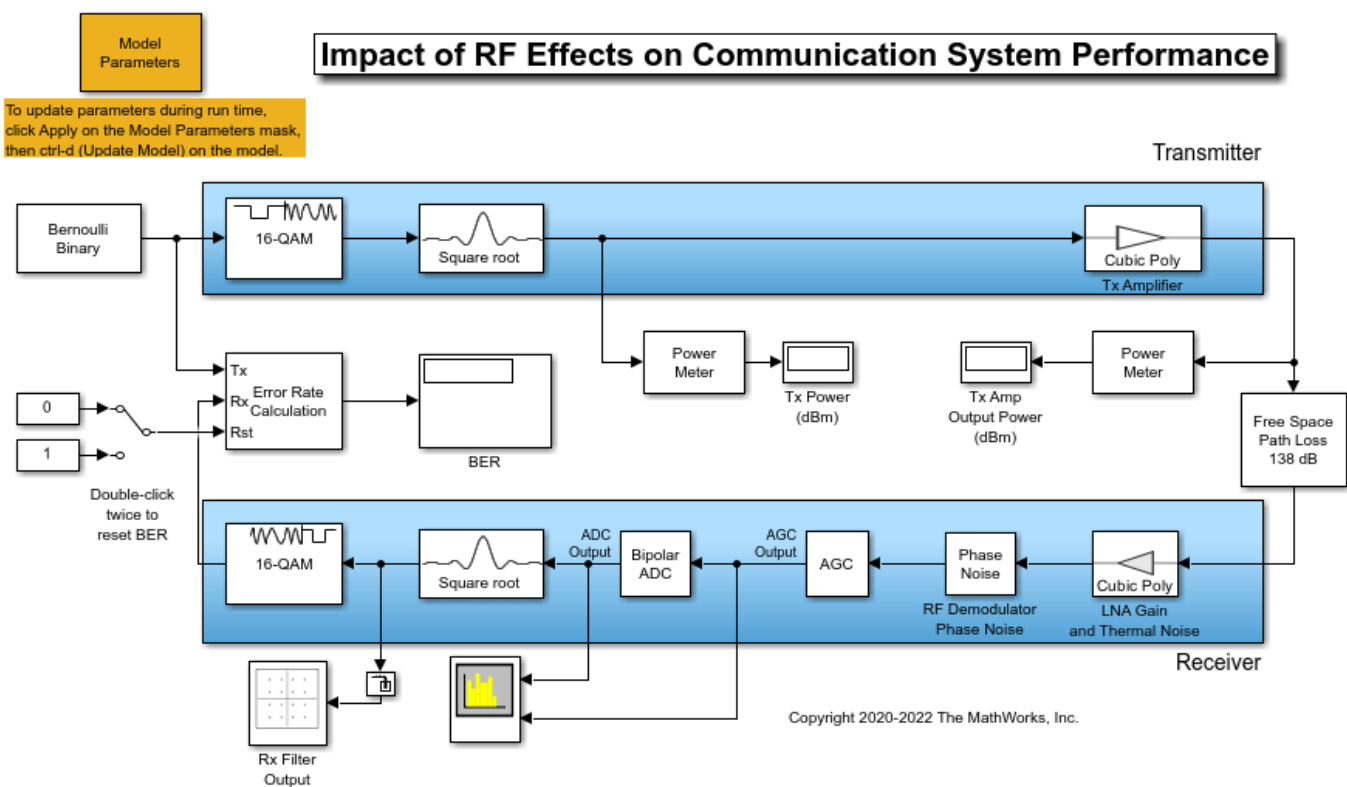 Model
Parameters
Impact of RF Effects on Communication System Performance
To update parameters during run time,
click Apply on the Model Parameters mask,
then ctrl-d (Update Model) on the model.
Transmitter
Bernoulli
Binary
16-QAM
Square root
Cubic Poly
Tx Amplifier
Tx
Rx
Rst
Error Rate
Calculation
BER
Power
Meter
Tx Power
(dBm)
Tx Amp
Output Power
(dBm)
Power
Meter
Free Space
Path Loss
138 dB
0
1
Double-click
twice to
reset BER
16-QAM
Square root
ADC
Output
Bipolar
ADC
AGC
Output
AGC
Phase
Noise
RF Demodulator
Phase Noise
Cubic Poly
LNA Gain
and Thermal Noise
Receiver
Rx Filter
Output
Copyright 2020-2022 The MathWorks, Inc.